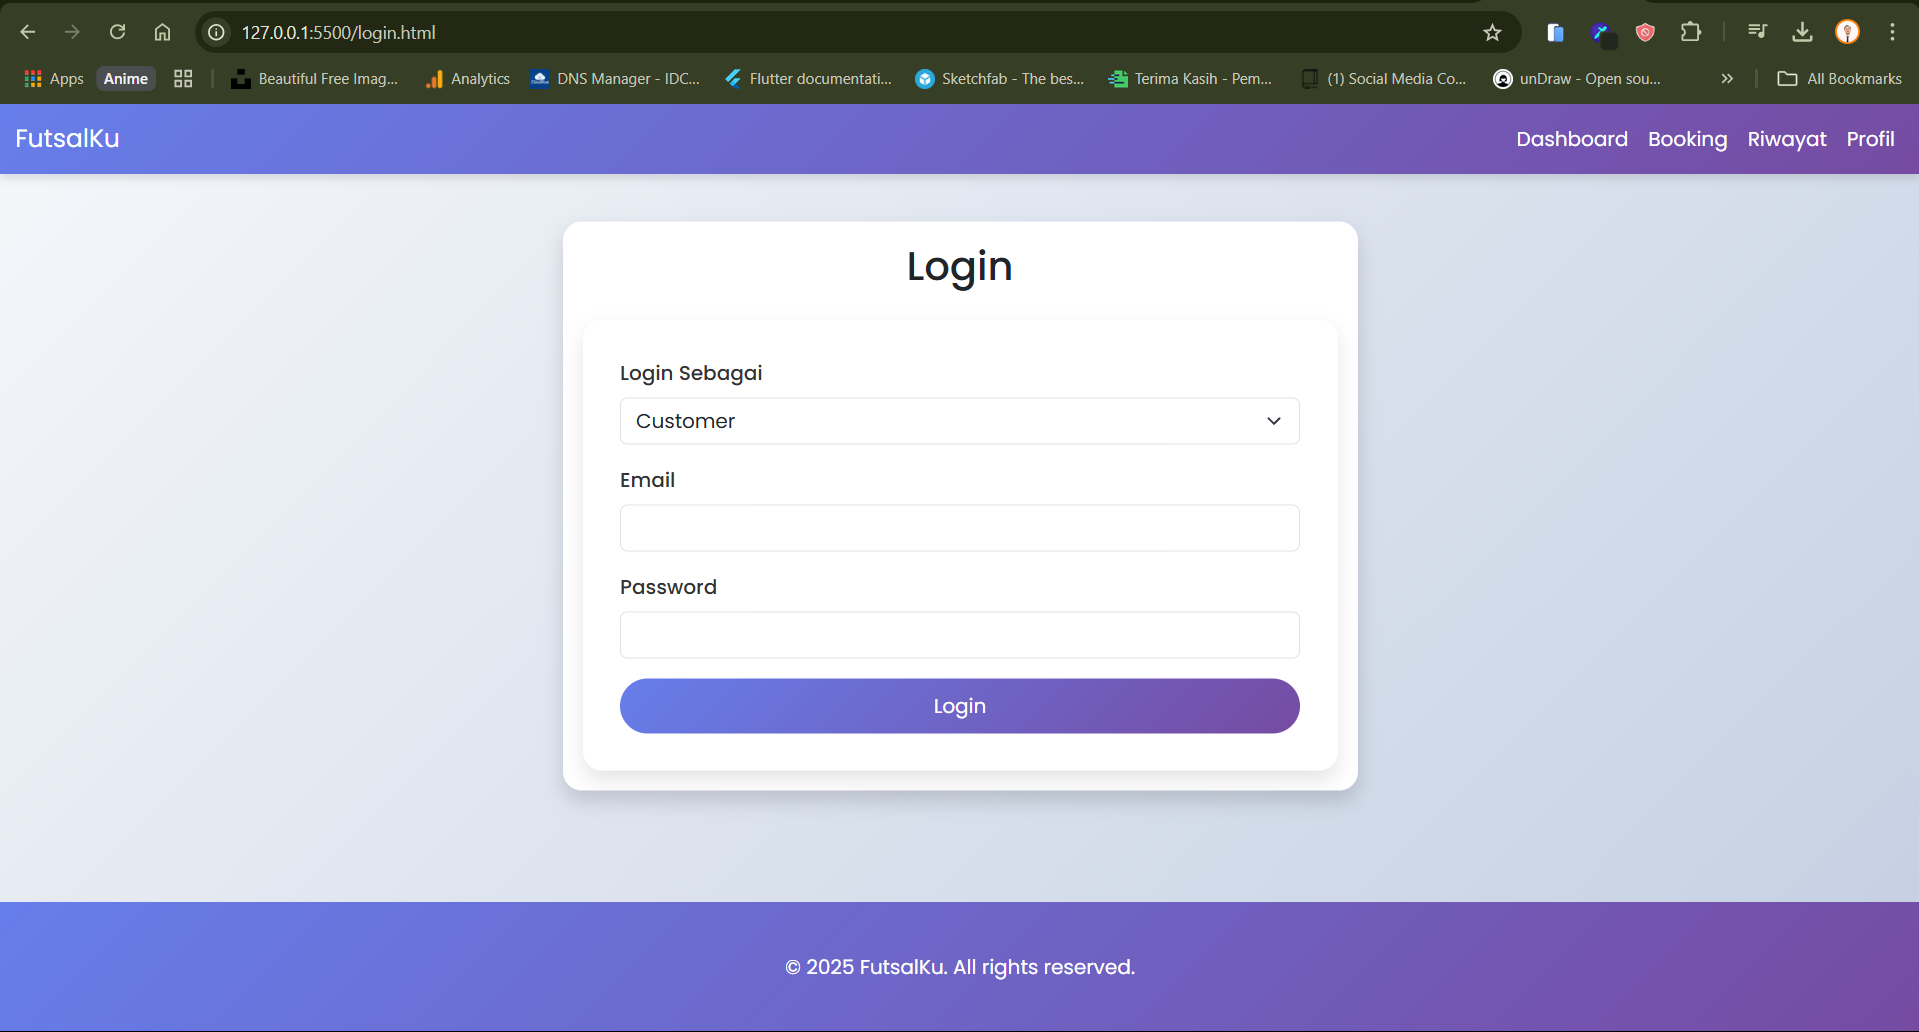 127.0.0.1:5500/login.html
Apps Anime Beautiful Free Imag... Analytics DNS Manager - IDC... Flutter documentati... Sketchfab - The bes... Terima Kasih - Pem... (1) Social Media Co... unDraw - Open sou... » All Bookmarks
FutsalKu Dashboard Booking Riwayat Profil
Login
Login Sebagai
Customer
Email
Password
Login
© 2025 FutsalKu. All rights reserved.